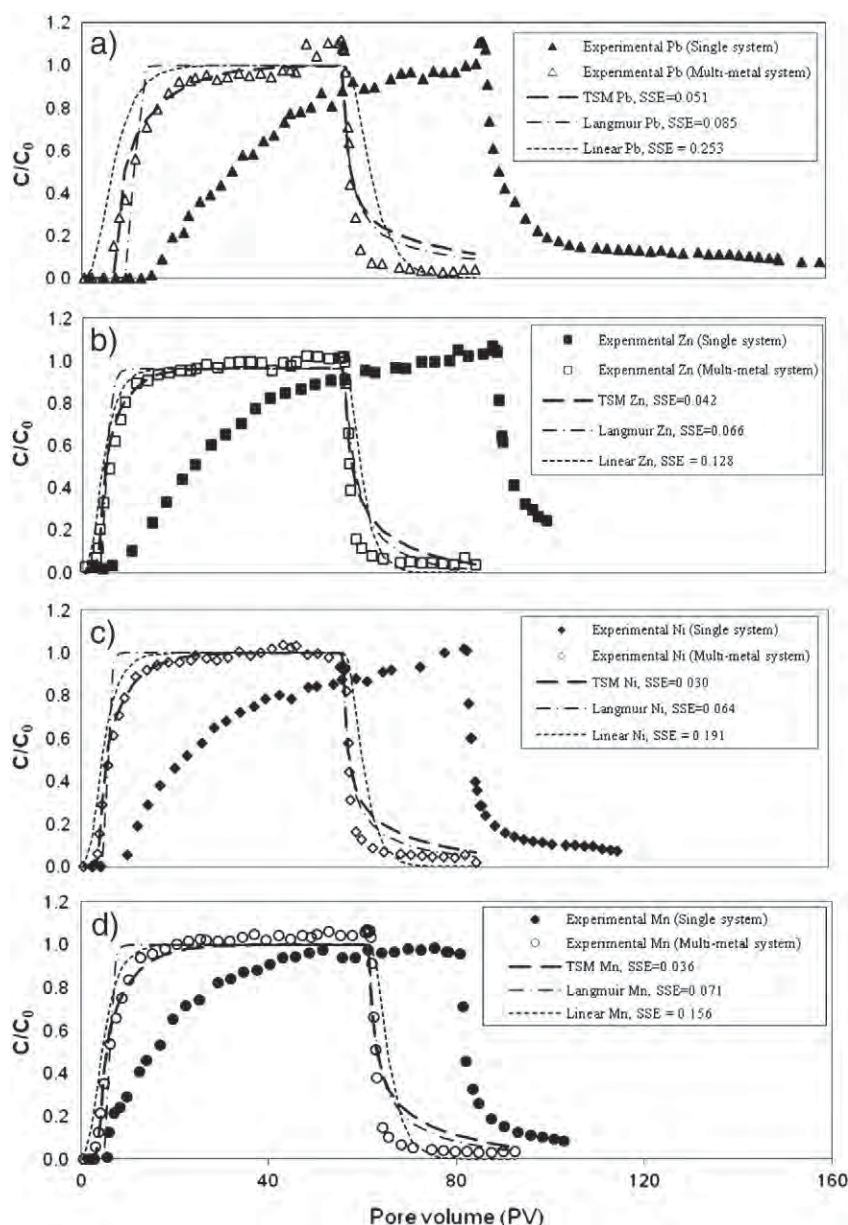 a)
1.2
1.0
0.8
0.6
0.4
0.2
0.0
C/C0
Experimental Pb (Single system)
Experimental Pb (Multi-metal system)
TSM Pb, SSE=0.051
Langmuir Pb, SSE=0.085
Linear Pb, SSE = 0.253
b)
1.2
1.0
0.8
0.6
0.4
0.2
0.0
C/C0
Experimental Zn (Single system)
Experimental Zn (Multi-metal system)
TSM Zn, SSE=0.042
Langmuir Zn, SSE=0.066
Linear Zn, SSE = 0.128
c)
1.2
1.0
0.8
0.6
0.4
0.2
0.0
C/C0
Experimental Ni (Single system)
Experimental Ni (Multi-metal system)
TSM Ni, SSE=0.030
Langmuir Ni, SSE=0.064
Linear Ni, SSE = 0.191
d)
1.2
1.0
0.8
0.6
0.4
0.2
0.0
C/C0
Experimental Mn (Single system)
Experimental Mn (Multi-metal system)
TSM Mn, SSE=0.036
Langmuir Mn, SSE=0.071
Linear Mn, SSE = 0.156
0 40 80 120 160
Pore volume (PV)